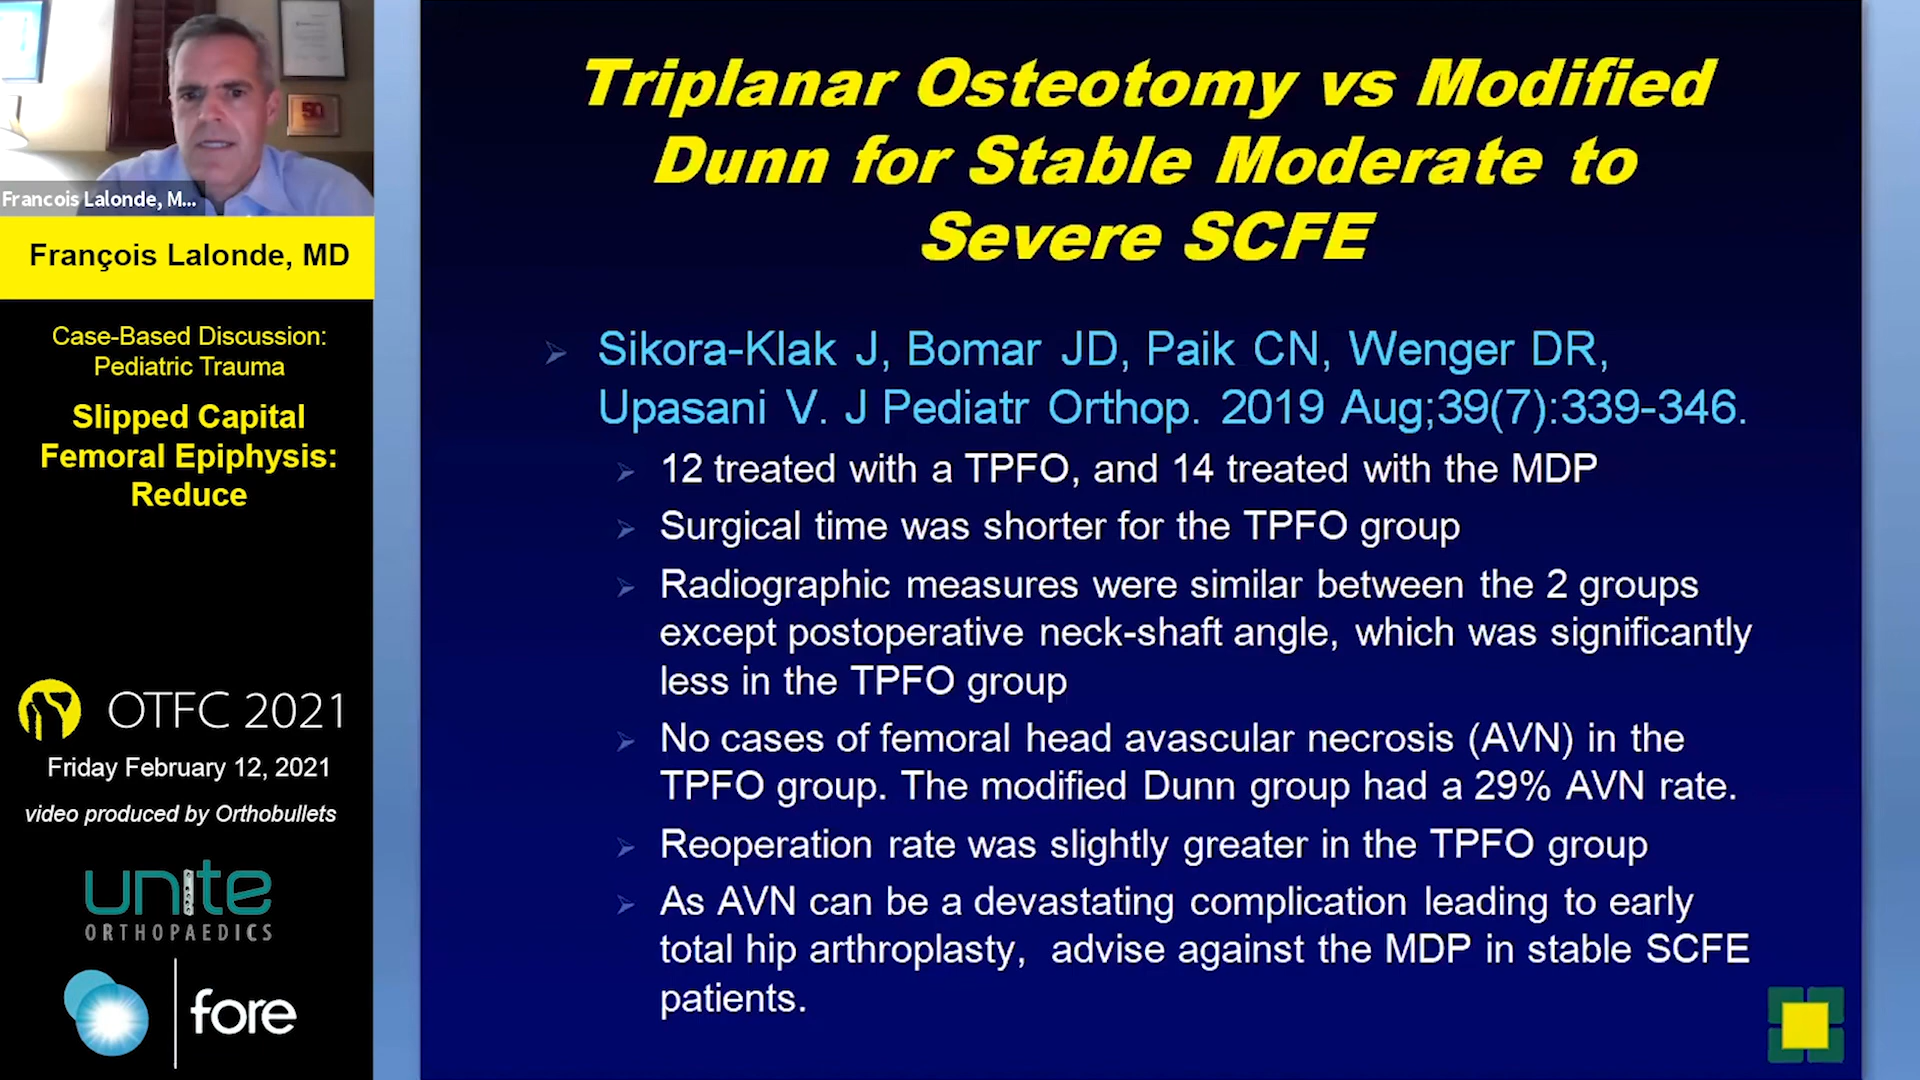 Francois Lalonde, M...
François Lalonde, MD
Case-Based Discussion:
Pediatric Trauma
Slipped Capital
Femoral Epiphysis:
Reduce
OTFC 2021
Friday February 12, 2021
video produced by Orthobullets
unite
ORTHOPAEDICS
fore
Triplanar Osteotomy vs Modified
Dunn for Stable Moderate to
Severe SCFE
Sikora-Klak J, Bomar JD, Paik CN, Wenger DR,
Upasani V. J Pediatr Orthop. 2019 Aug;39(7):339-346.
12 treated with a TPFO, and 14 treated with the MDP
Surgical time was shorter for the TPFO group
Radiographic measures were similar between the 2 groups
except postoperative neck-shaft angle, which was significantly
less in the TPFO group
No cases of femoral head avascular necrosis (AVN) in the
TPFO group. The modified Dunn group had a 29% AVN rate.
Reoperation rate was slightly greater in the TPFO group
As AVN can be a devastating complication leading to early
total hip arthroplasty, advise against the MDP in stable SCFE
patients.